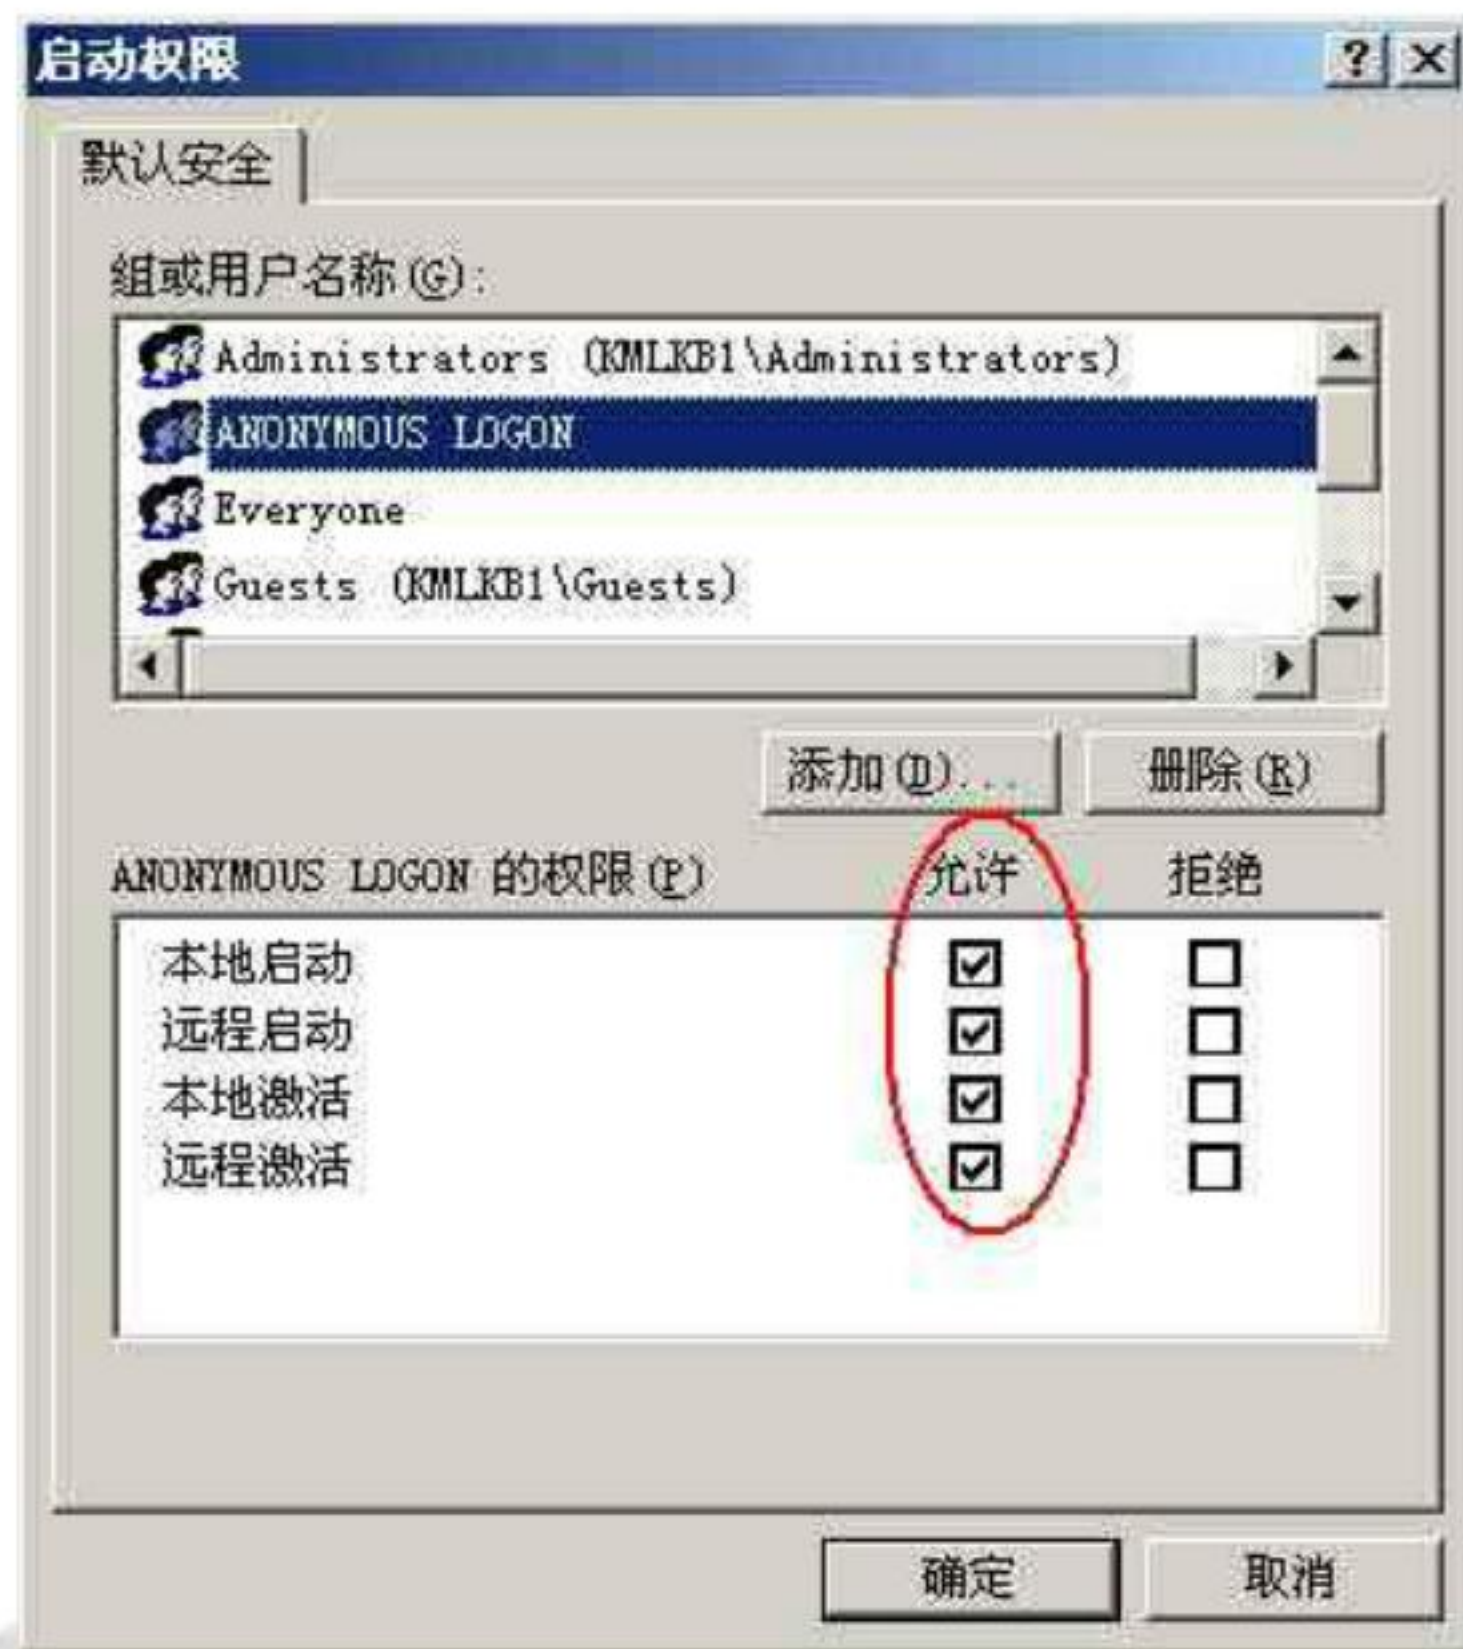 启动权限
默认安全
组或用户名称(G):
Administrators (KMLKB1\Administrators)
ANONYMOUS LOGON
Everyone
Guests (KMLKB1\Guests)
添加(D)... 删除(R)
ANONYMOUS LOGON 的权限(P) 允许 拒绝
本地启动
远程启动
本地激活
远程激活
确定 取消